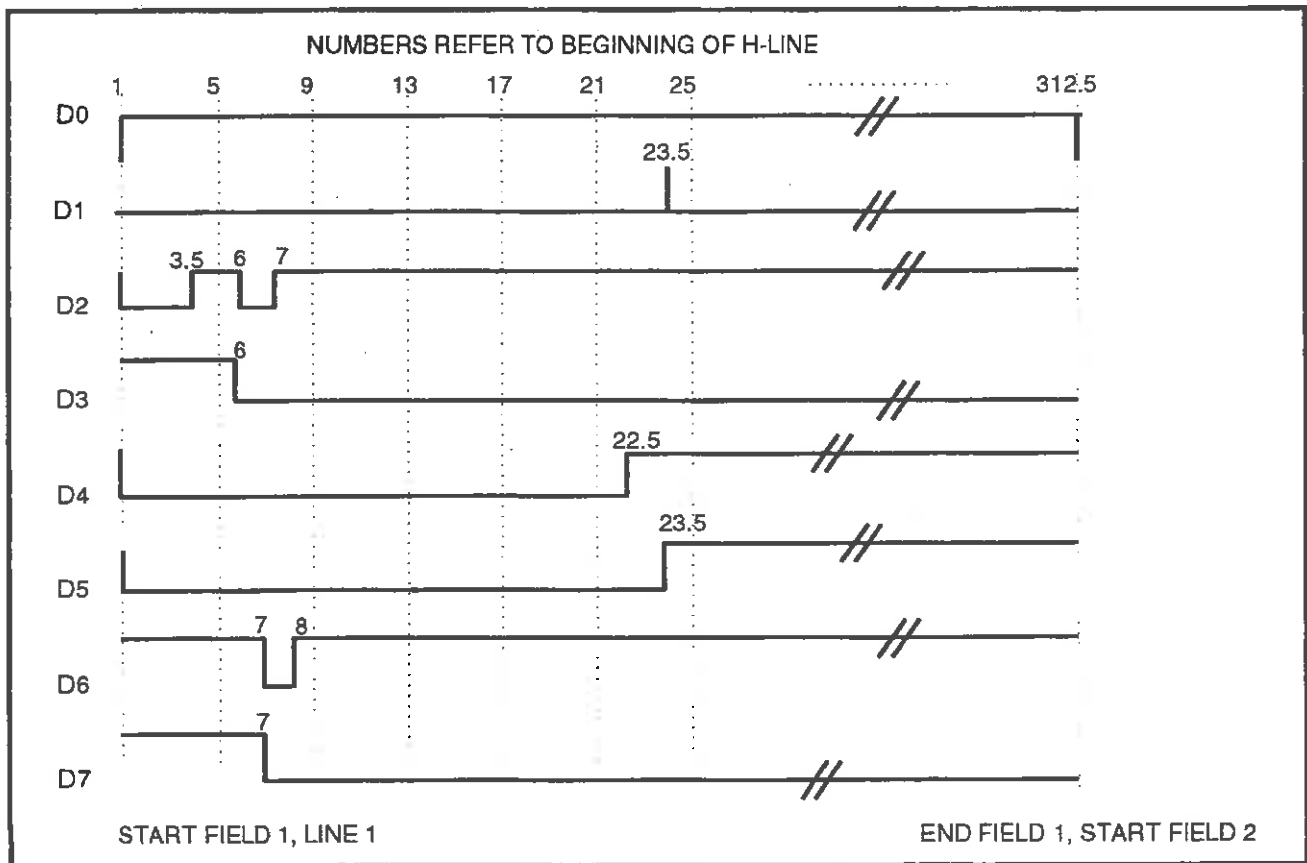 NUMBERS REFER TO BEGINNING OF H-LINE
1 5 9 13 17 21 25 312.5
D0
23.5
D1
3.5 6 7
D2
6
D3
22.5
D4
23.5
D5
7 8
D6
7
D7
START FIELD 1, LINE 1 END FIELD 1, START FIELD 2